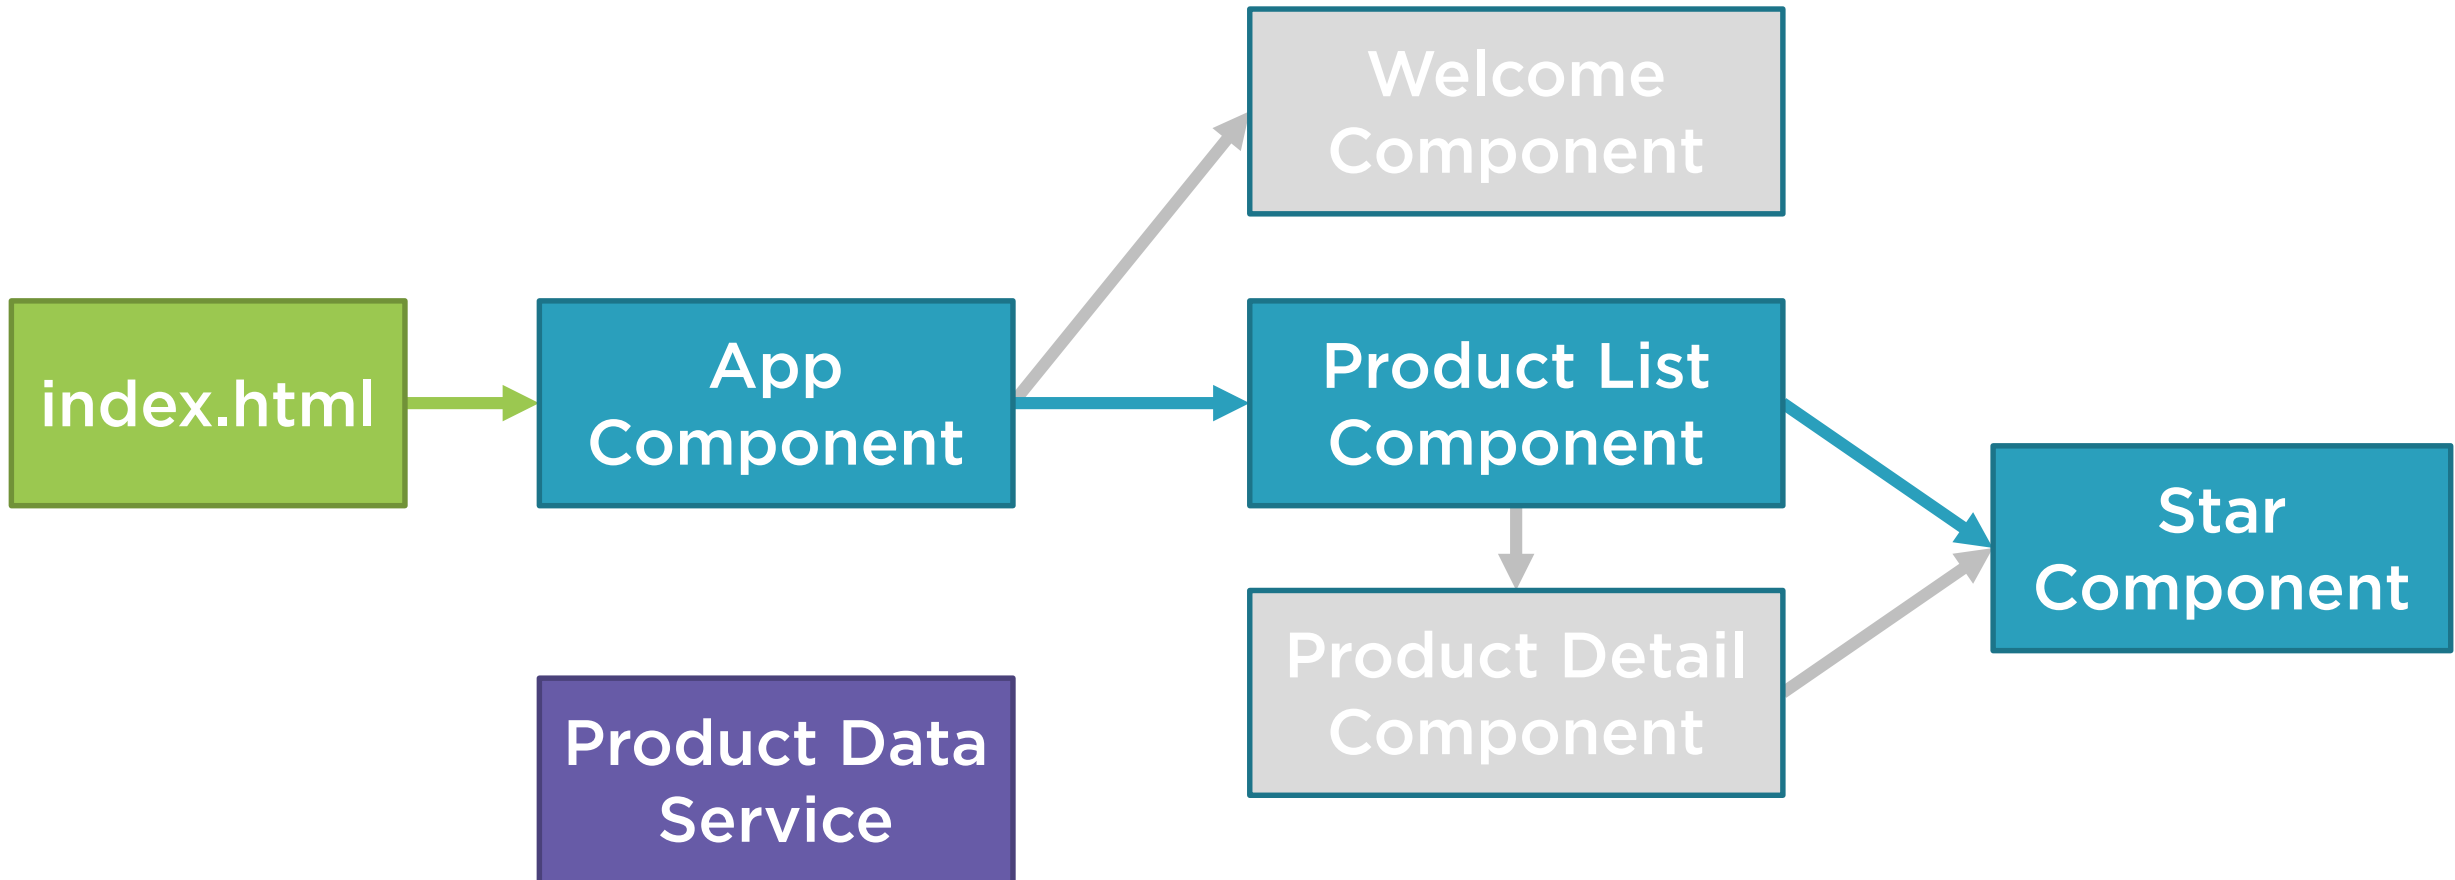 Welcome
Component
index.html
App
Component
Product List
Component
Star
Component
Product Detail
Component
Product Data
Service